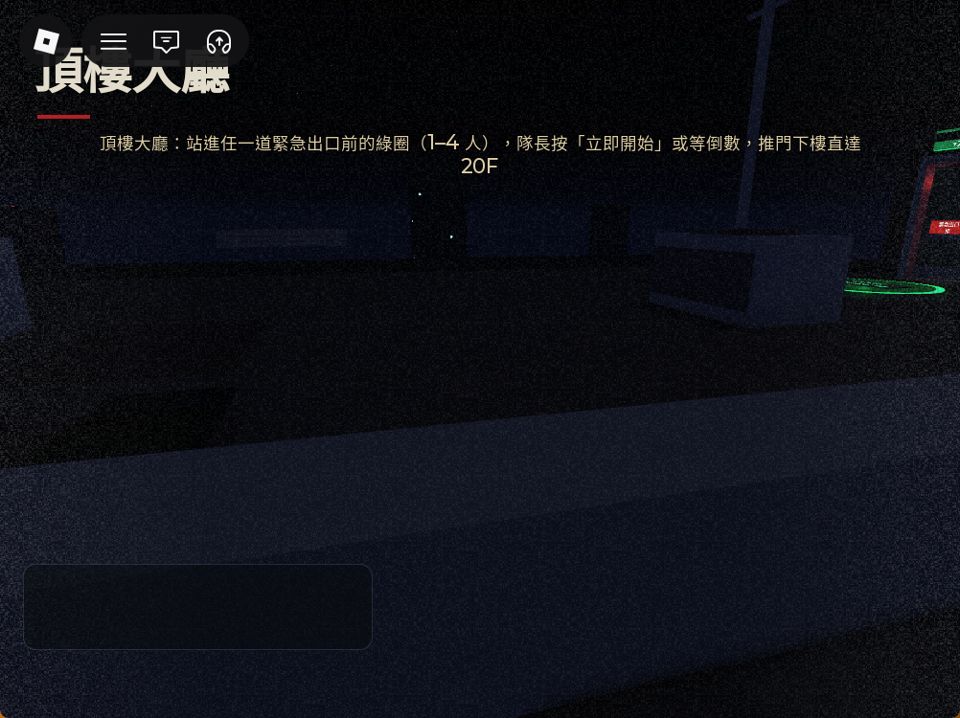 頂樓大廳
頂樓大廳：站進任一道緊急出口前的綠圈（1–4 人），隊長按「立即開始」或等倒數，推門下樓直達
20F